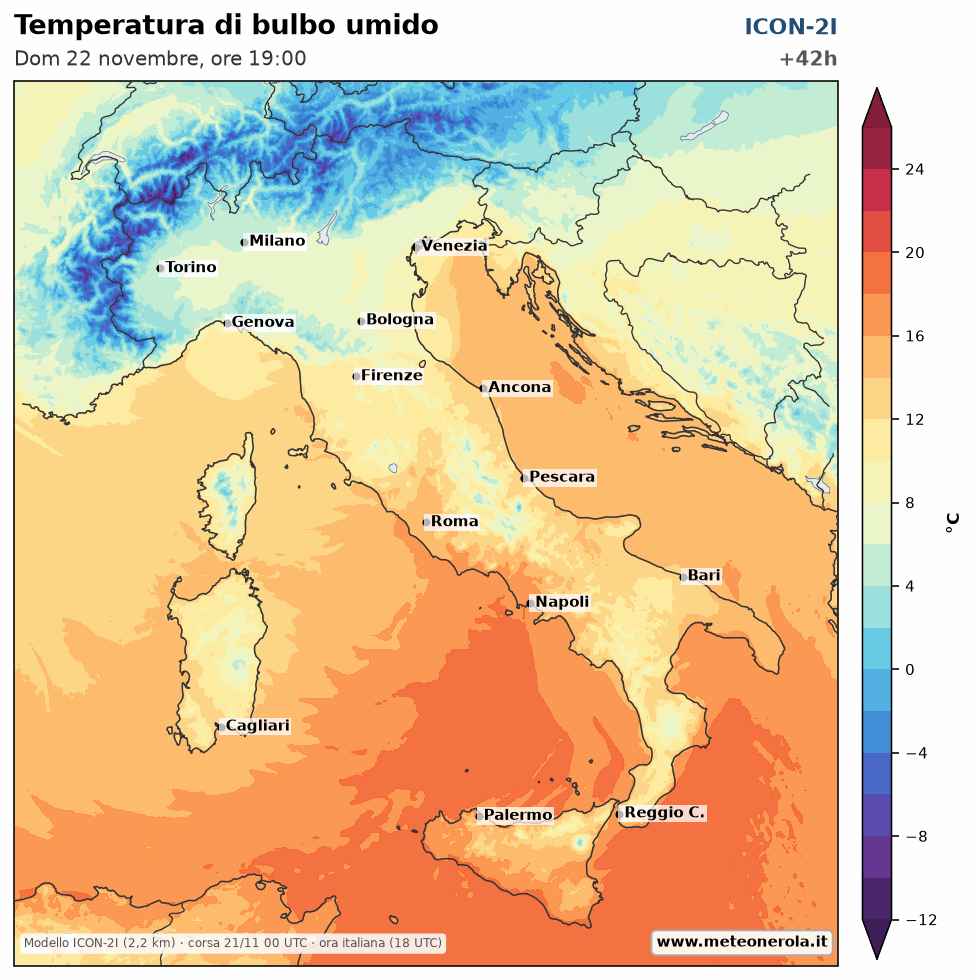 Temperatura di bulbo umido
ICON-2I
Dom 22 novembre, ore 19:00
+42h
24
20
16
12
8
4
0
−4
−8
−12
°C
Milano
Venezia
Torino
Genova
Bologna
Firenze
Ancona
Pescara
Roma
Bari
Napoli
Cagliari
Palermo
Reggio C.
Modello ICON-2I (2,2 km) · corsa 21/11 00 UTC · ora italiana (18 UTC)
www.meteonerola.it